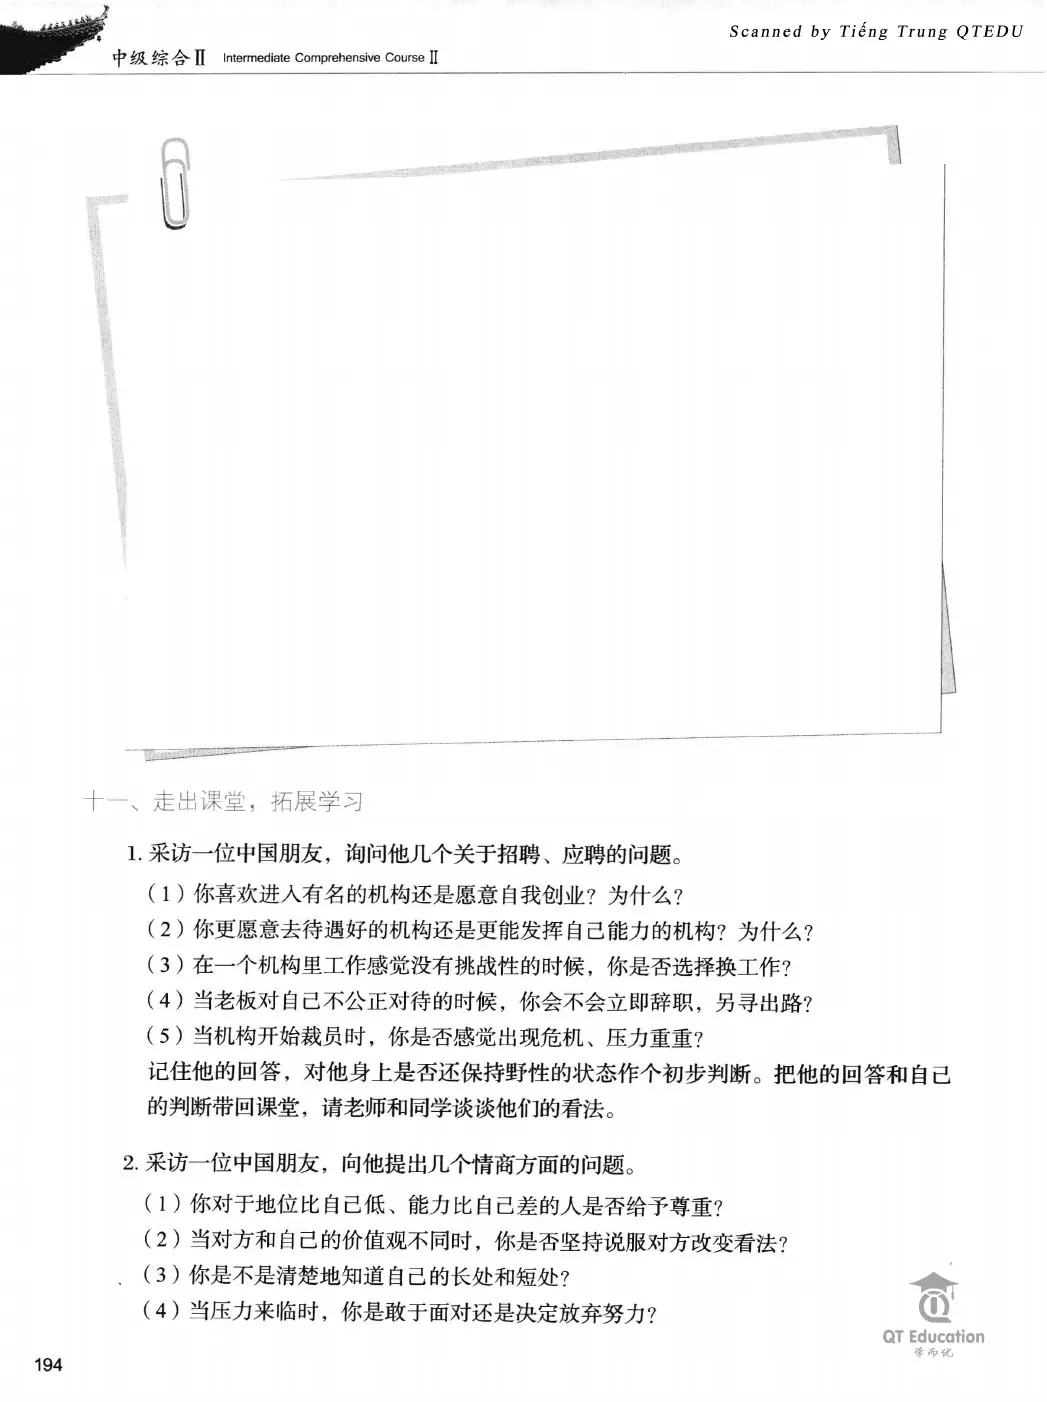 Scanned by Tiếng Trung QTEDU
中级综合Ⅱ Intermediate Comprehensive Course Ⅱ
十一、走出课堂，拓展学习
1. 采访一位中国朋友，询问他几个关于招聘、应聘的问题。
（1）你喜欢进入有名的机构还是愿意自我创业？为什么？
（2）你更愿意去待遇好的机构还是更能发挥自己能力的机构？为什么？
（3）在一个机构里工作感觉没有挑战性的时候，你是否选择换工作？
（4）当老板对自己不公正对待的时候，你会不会立即辞职，另寻出路？
（5）当机构开始裁员时，你是否感觉出现危机、压力重重？
记住他的回答，对他身上是否还保持野性的状态作个初步判断。把他的回答和自己
的判断带回课堂，请老师和同学谈谈他们的看法。
2. 采访一位中国朋友，向他提出几个情商方面的问题。
（1）你对于地位比自己低、能力比自己差的人是否给予尊重？
（2）当对方和自己的价值观不同时，你是否坚持说服对方改变看法？
（3）你是不是清楚地知道自己的长处和短处？
（4）当压力来临时，你是敢于面对还是决定放弃努力？
QT Education
学而优
194